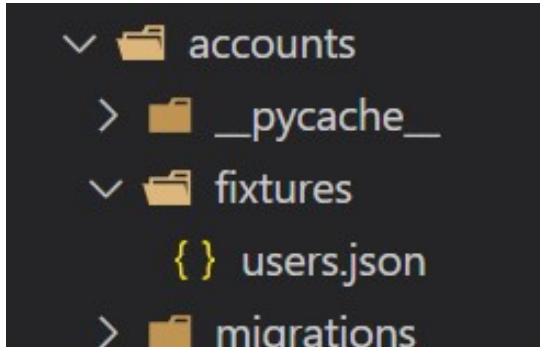 accounts
__pycache__
fixtures
{ } users.json
migrations